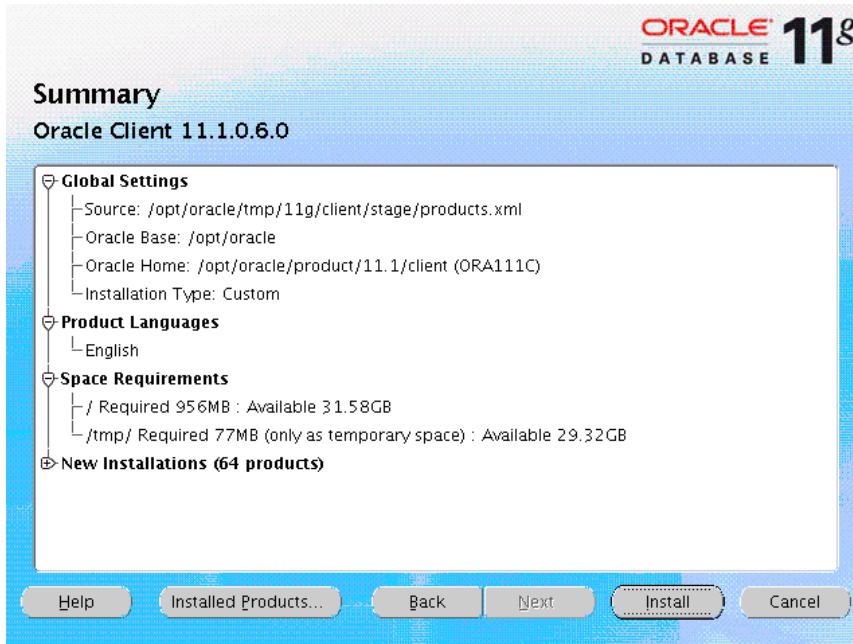 ORACLE 11g
DATABASE
Summary
Oracle Client 11.1.0.6.0
Global Settings
Source: /opt/oracle/tmp/11g/client/stage/products.xml
Oracle Base: /opt/oracle
Oracle Home: /opt/oracle/product/11.1/client (ORA111C)
Installation Type: Custom
Product Languages
English
Space Requirements
/ Required 956MB : Available 31.58GB
/tmp/ Required 77MB (only as temporary space) : Available 29.32GB
New Installations (64 products)
Help Installed Products... Back Next Install Cancel